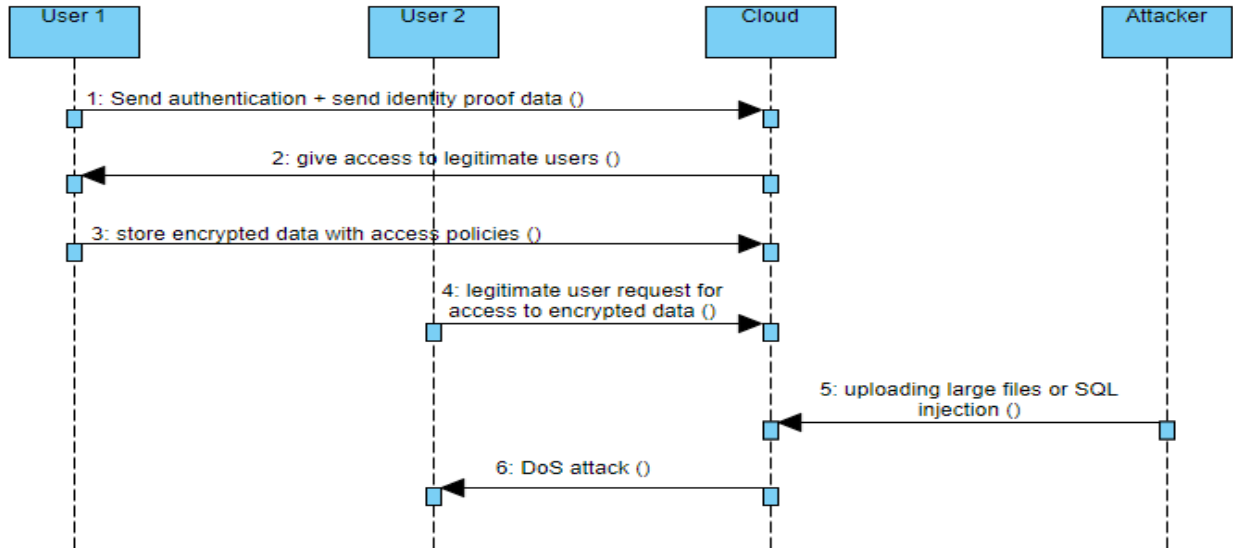 User 1
User 2
Cloud
Attacker
1: Send authentication + send identity proof data ()
2: give access to legitimate users ()
3: store encrypted data with access policies ()
4: legitimate user request for
access to encrypted data ()
5: uploading large files or SQL
injection ()
6: DoS attack ()